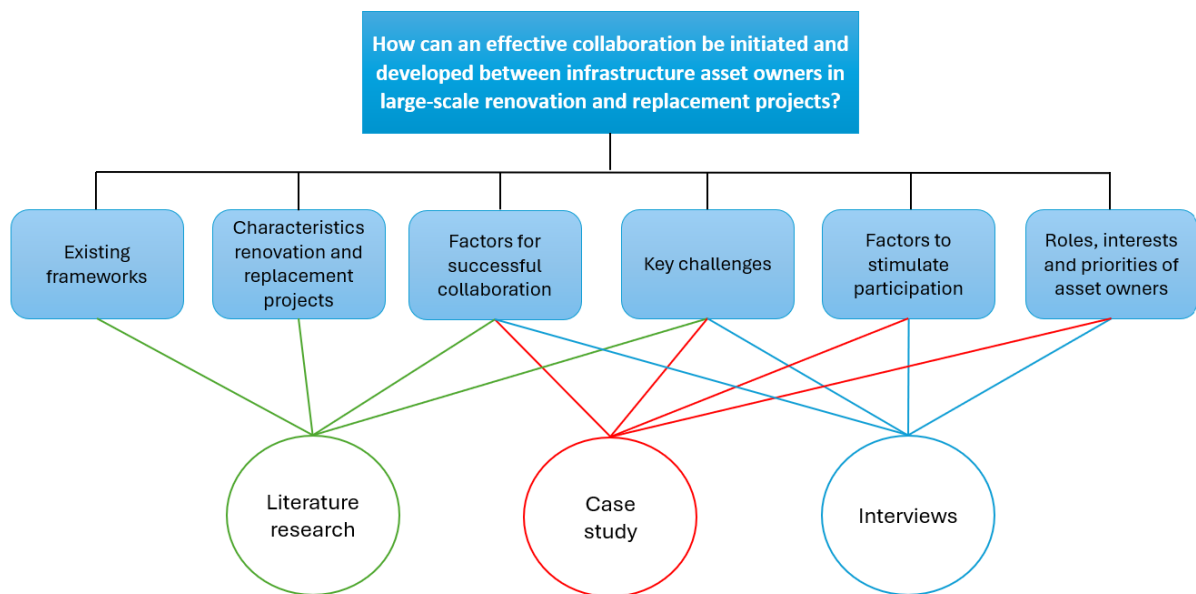 How can an effective collaboration be initiated and
developed between infrastructure asset owners in
large-scale renovation and replacement projects?
Existing
frameworks
Characteristics
renovation and
replacement
projects
Factors for
successful
collaboration
Key challenges
Factors to
stimulate
participation
Roles, interests
and priorities of
asset owners
Literature
research
Case
study
Interviews